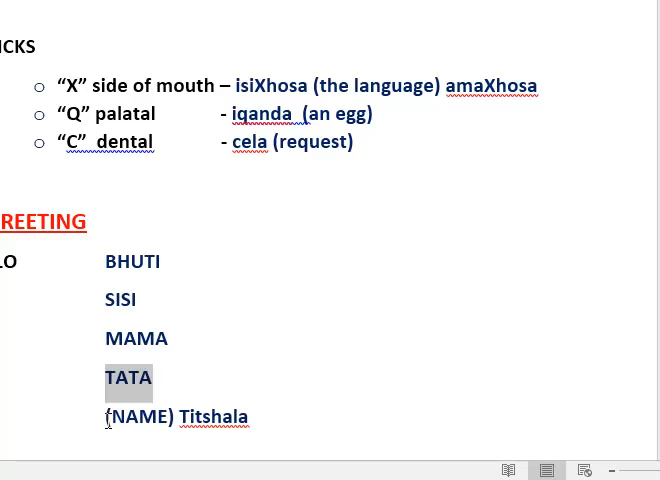 ICKS
○ “X” side of mouth – isiXhosa (the language) amaXhosa
○ “Q” palatal - iqanda (an egg)
○ “C” dental - cela (request)
REETING
LO BHUTI
SISI
MAMA
TATA
(NAME) Titshala